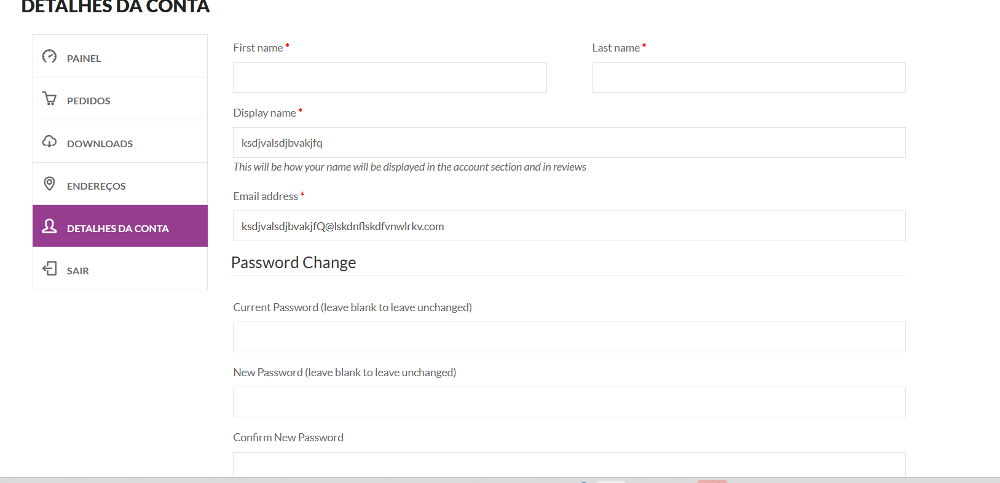 DETALHES DA CONTA
PAINEL
PEDIDOS
DOWNLOADS
ENDEREÇOS
DETALHES DA CONTA
SAIR
First name *
Last name *
Display name *
ksdjvalsdjbvakjfq
This will be how your name will be displayed in the account section and in reviews
Email address *
ksdjvalsdjbvakjfQ@lskdnflskdfvnwlrkv.com
Password Change
Current Password (leave blank to leave unchanged)
New Password (leave blank to leave unchanged)
Confirm New Password